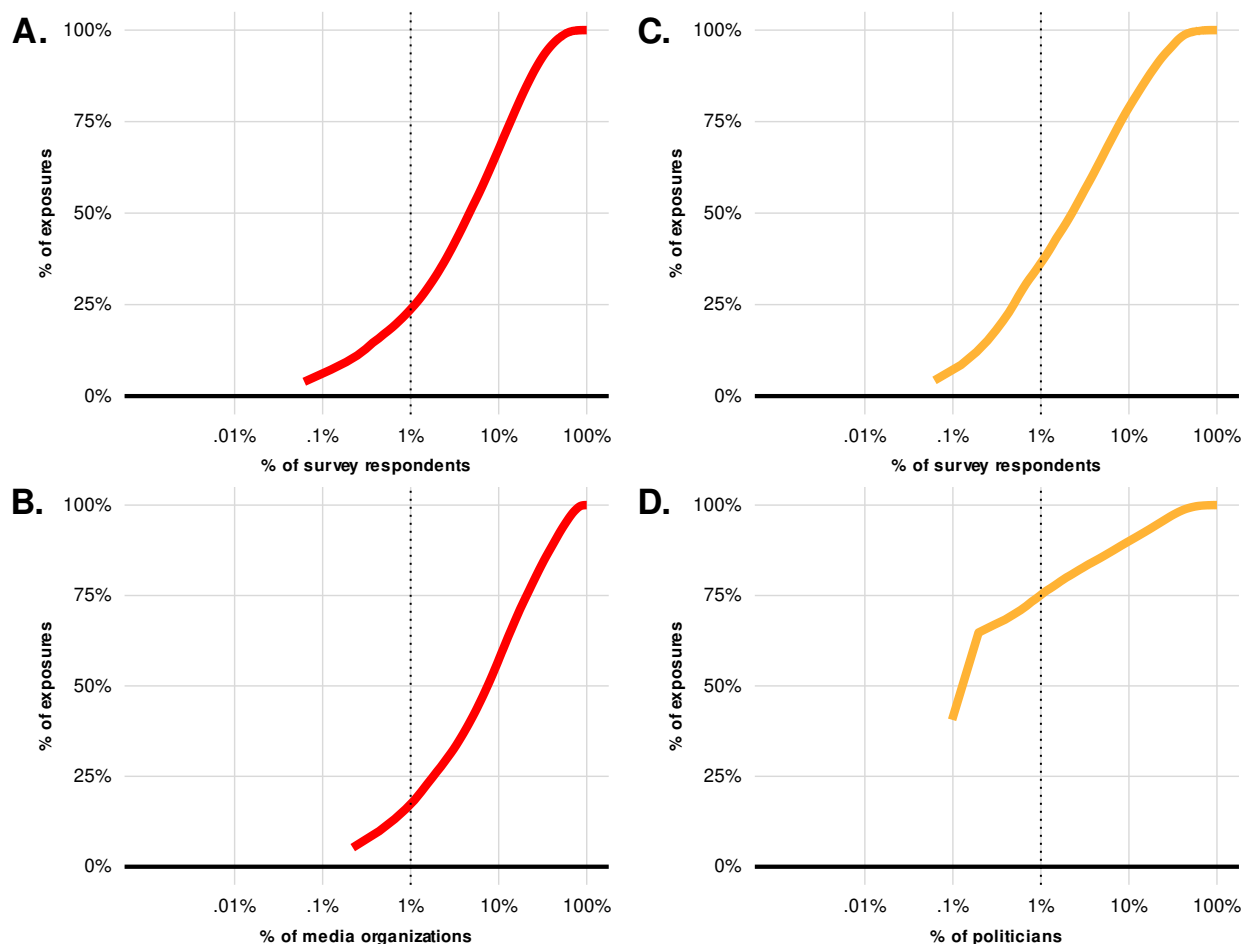 A.
100%
75%
50%
25%
0%
% of exposures
.01% .1% 1% 10% 100%
% of survey respondents
C.
100%
75%
50%
25%
0%
% of exposures
.01% .1% 1% 10% 100%
% of survey respondents
B.
100%
75%
50%
25%
0%
% of exposures
.01% .1% 1% 10% 100%
% of media organizations
D.
100%
75%
50%
25%
0%
% of exposures
.01% .1% 1% 10% 100%
% of politicians